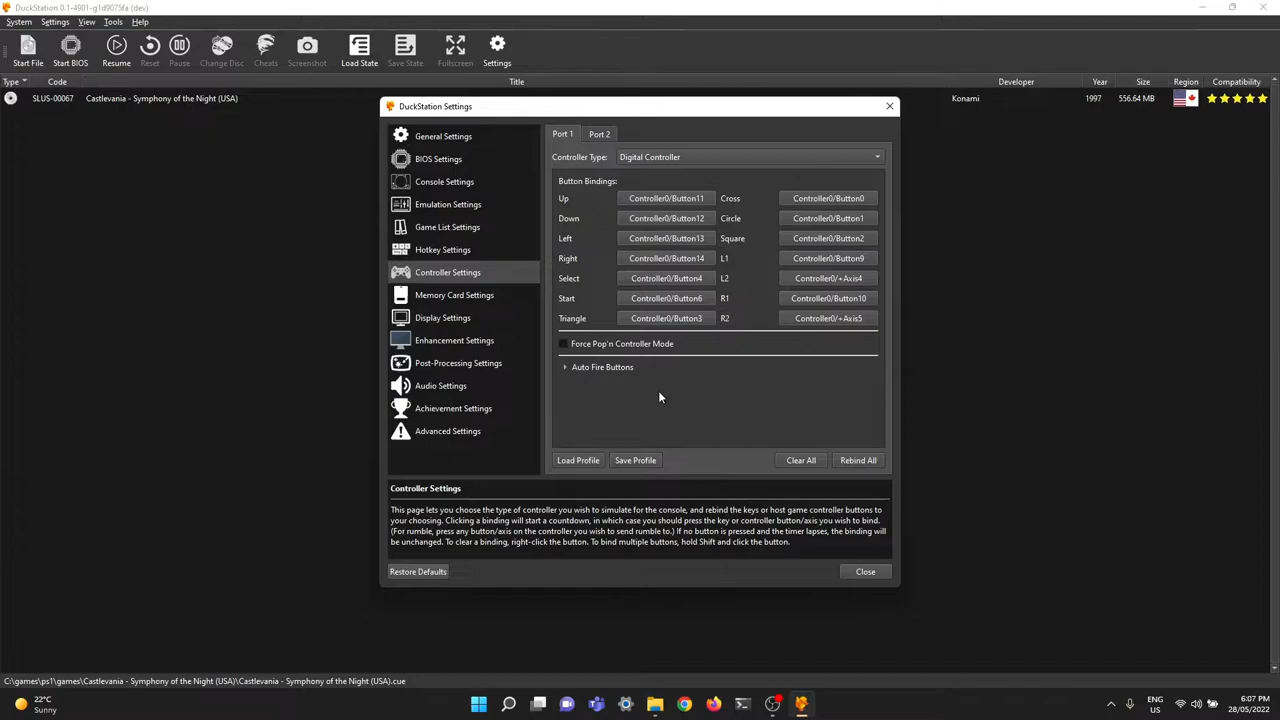 DuckStation 0.1-4901-g1d9075fa (dev)
System Settings View Tools Help
Start File Start BIOS Resume Reset Pause Change Disc Cheats Screenshot Load State Save State Fullscreen Settings
Type Code Title Developer Year Size Region Compatibility
SLUS-00067 Castlevania - Symphony of the Night (USA) Konami 1997 556.64 MB
DuckStation Settings
General Settings
BIOS Settings
Console Settings
Emulation Settings
Game List Settings
Hotkey Settings
Controller Settings
Memory Card Settings
Display Settings
Enhancement Settings
Post-Processing Settings
Audio Settings
Achievement Settings
Advanced Settings
Port 1 Port 2
Controller Type: Digital Controller
Button Bindings:
Up Controller0/Button11 Cross Controller0/Button0
Down Controller0/Button12 Circle Controller0/Button1
Left Controller0/Button13 Square Controller0/Button2
Right Controller0/Button14 L1 Controller0/Button9
Select Controller0/Button4 L2 Controller0/+Axis4
Start Controller0/Button6 R1 Controller0/Button10
Triangle Controller0/Button3 R2 Controller0/+Axis5
Force Pop'n Controller Mode
Auto Fire Buttons
Load Profile Save Profile Clear All Rebind All
Controller Settings
This page lets you choose the type of controller you wish to simulate for the console, and rebind the keys or host game controller buttons to
your choosing. Clicking a binding will start a countdown, in which case you should press the key or controller button/axis you wish to bind.
(For rumble, press any button/axis on the controller you wish to send rumble to.) If no button is pressed and the timer lapses, the binding will
be unchanged. To clear a binding, right-click the button. To bind multiple buttons, hold Shift and click the button.
Restore Defaults Close
C:\games\ps1\games\Castlevania - Symphony of the Night (USA)\Castlevania - Symphony of the Night (USA).cue
22°C
Sunny
ENG
US
6:07 PM
28/05/2022